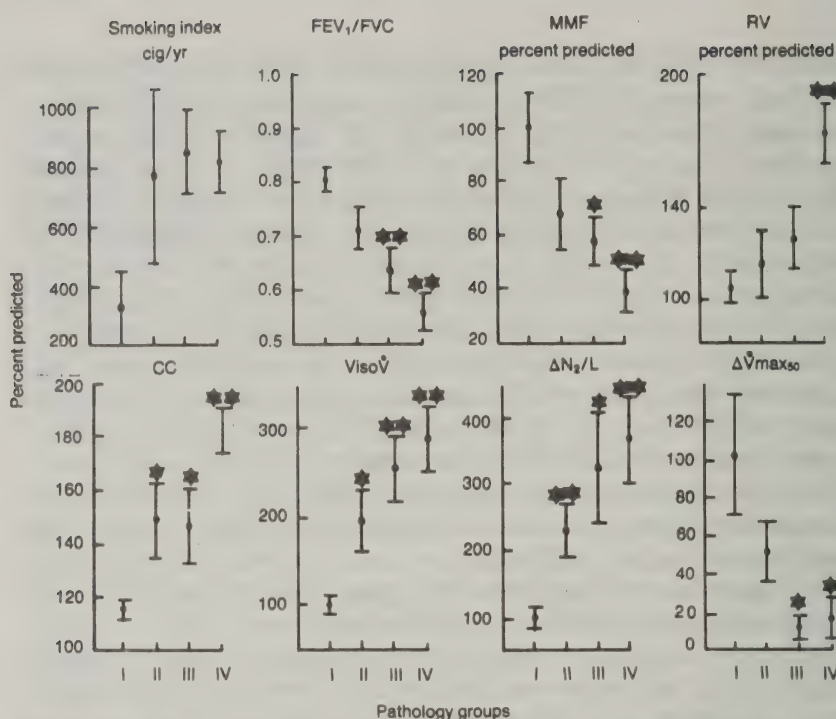 Smoking index
cig/yr
FEV₁/FVC
MMF
percent predicted
RV
percent predicted
1000
800
600
400
200
1.0
0.9
0.8
0.7
0.6
0.5
120
100
80
60
40
20
200
140
100
Percent predicted
CC
VisoV̊
ΔN₂/L
ΔV̊max₅₀
200
180
160
140
120
100
300
200
100
400
300
200
100
120
100
80
60
40
20
0
I II III IV
I II III IV
I II III IV
I II III IV
Pathology groups